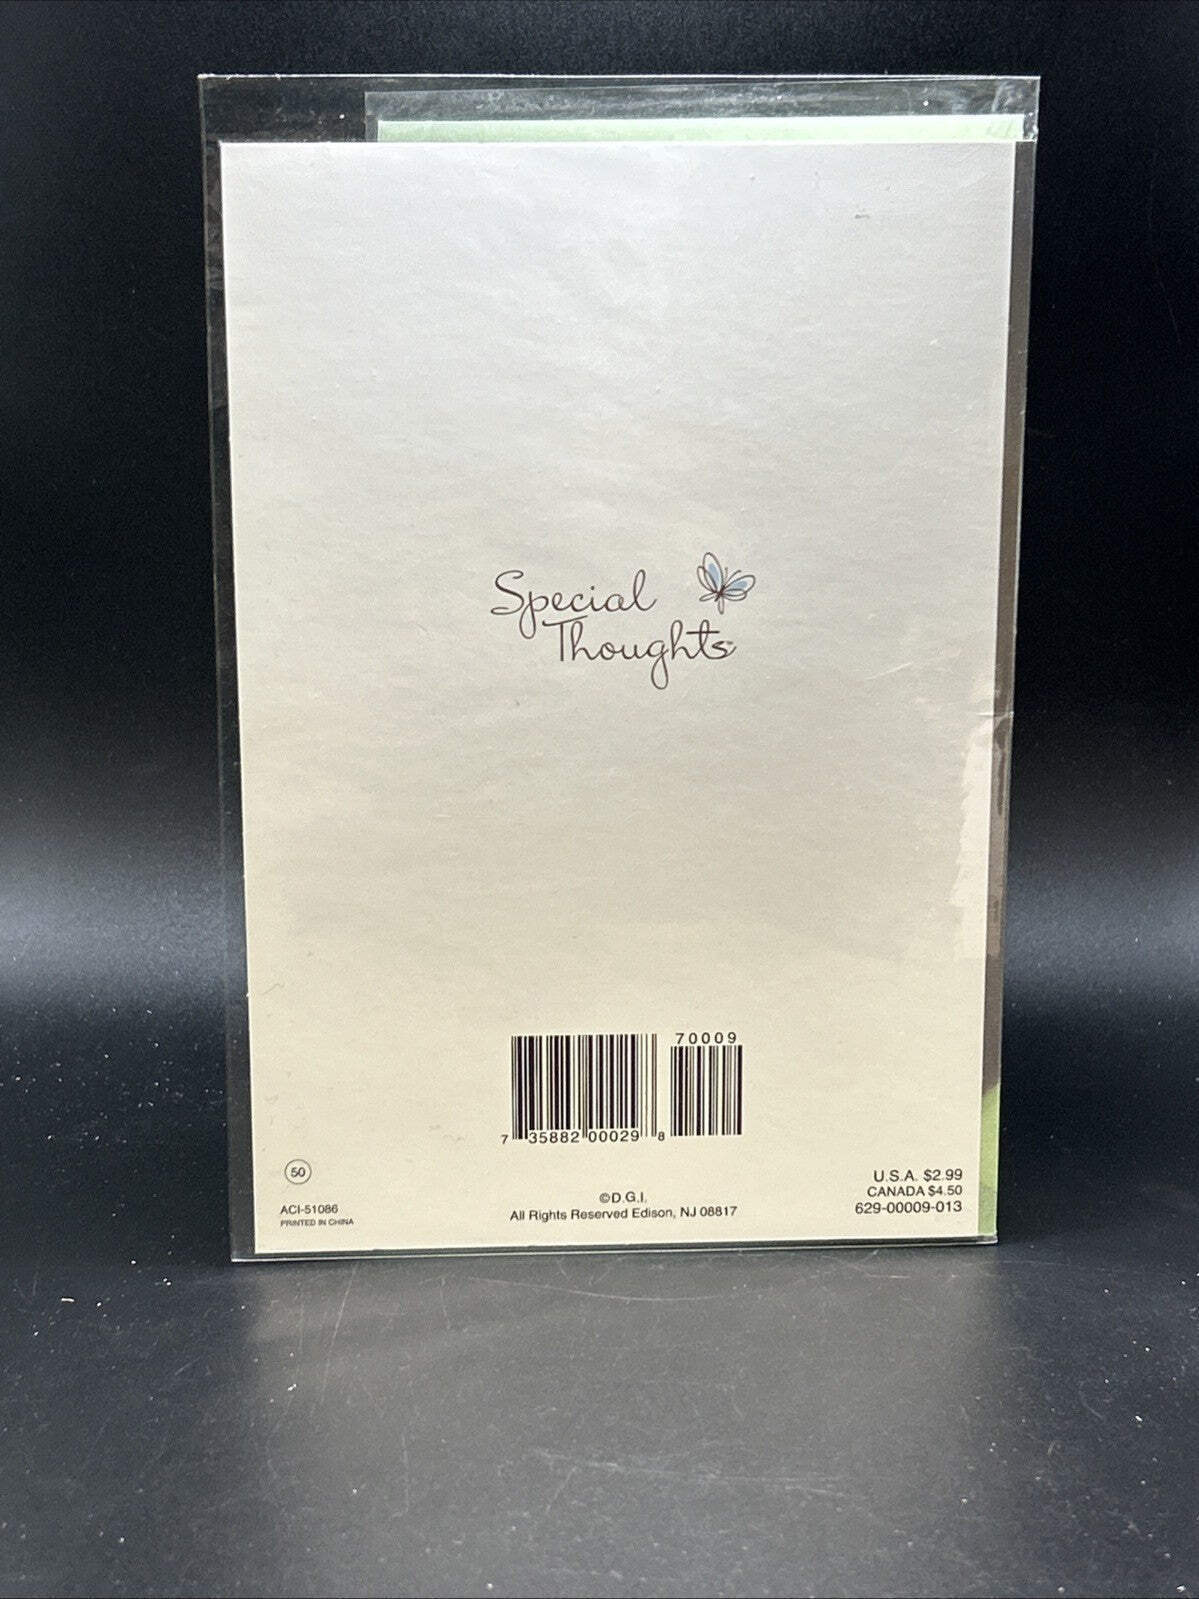 Special
Thoughts
70009
7 35882 00029 8
50
ACI-51086
PRINTED IN CHINA
©D.G.I.
All Rights Reserved Edison, NJ 08817
U.S.A. $2.99
CANADA $4.50
629-00009-013